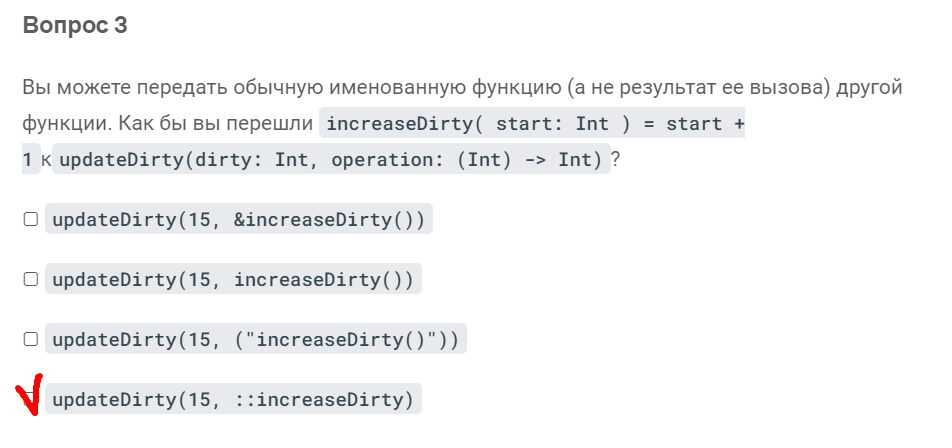 Вопрос 3
Вы можете передать обычную именованную функцию (а не результат ее вызова) другой
функции. Как бы вы перешли increaseDirty( start: Int ) = start +
1 к updateDirty(dirty: Int, operation: (Int) -> Int) ?
updateDirty(15, &increaseDirty())
updateDirty(15, increaseDirty())
updateDirty(15, ("increaseDirty()"))
updateDirty(15, ::increaseDirty)